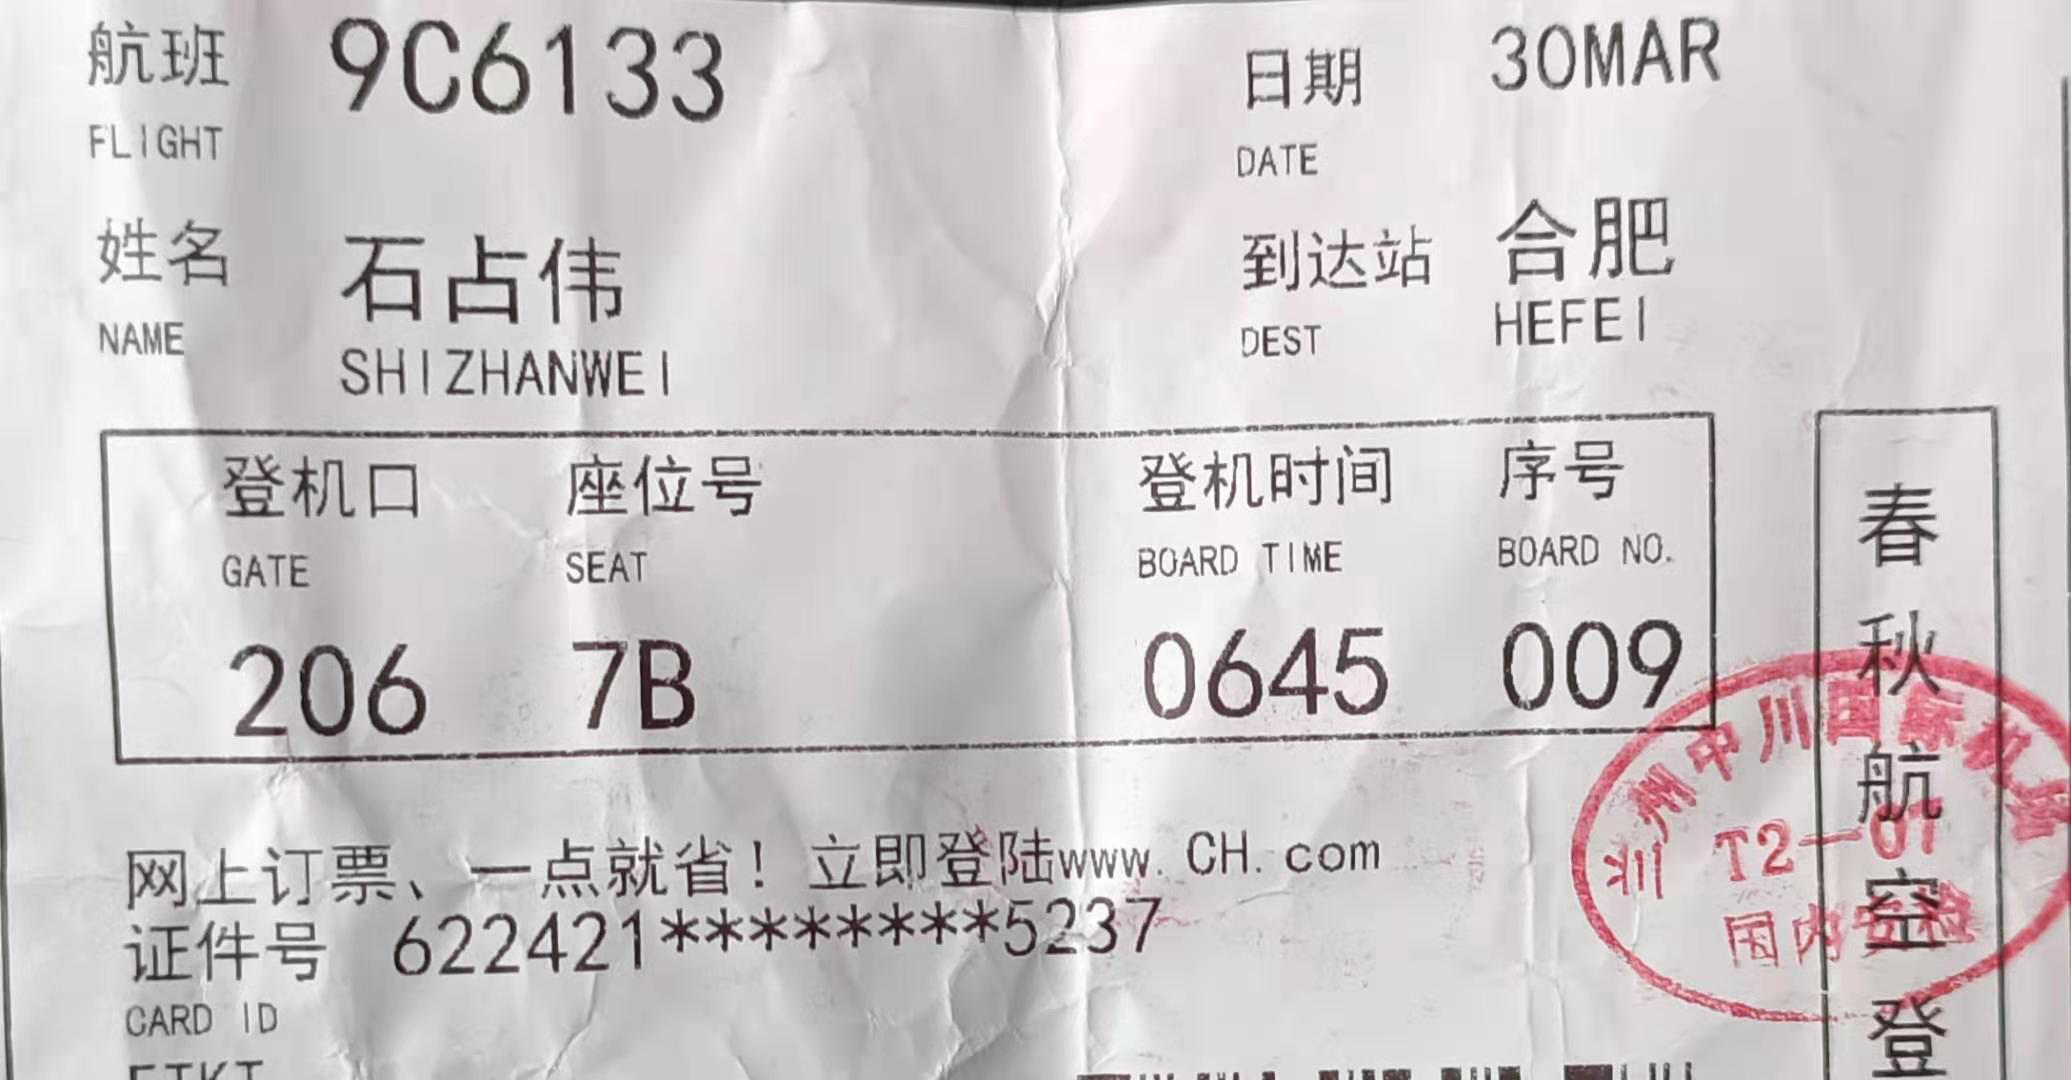 航班 9C6133 日期 30MAR
FLIGHT DATE
姓名 石占伟 到达站 合肥
NAME SHIZHANWEI DEST HEFEI
登机口 座位号 登机时间 序号
GATE SEAT BOARD TIME BOARD NO.
206 7B 0645 009
网上订票、一点就省！立即登陆www.CH.com
证件号 622421********5237
CARD ID
ETKT
春秋航空登
兰州中川国际机场
T2-07
国内安检